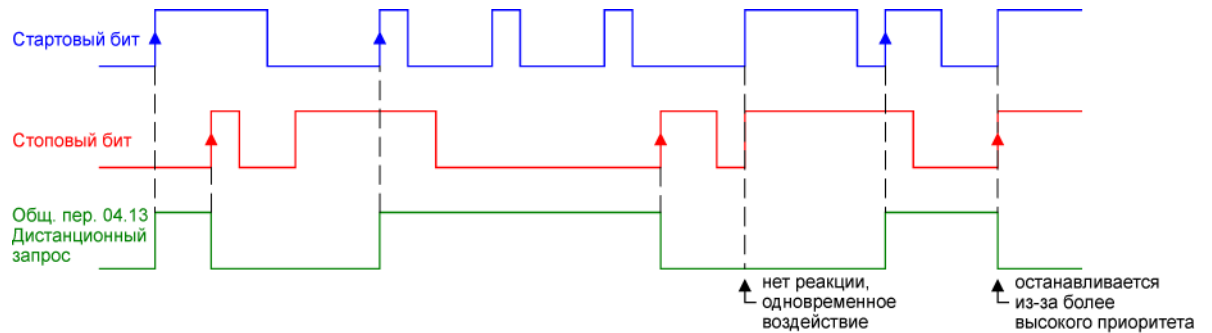 Стартовый бит
Стоповый бит
Общ. пер. 04.13
Дистанционный
запрос
нет реакции,
одновременное
воздействие
останавливается
из-за более
высокого приоритета